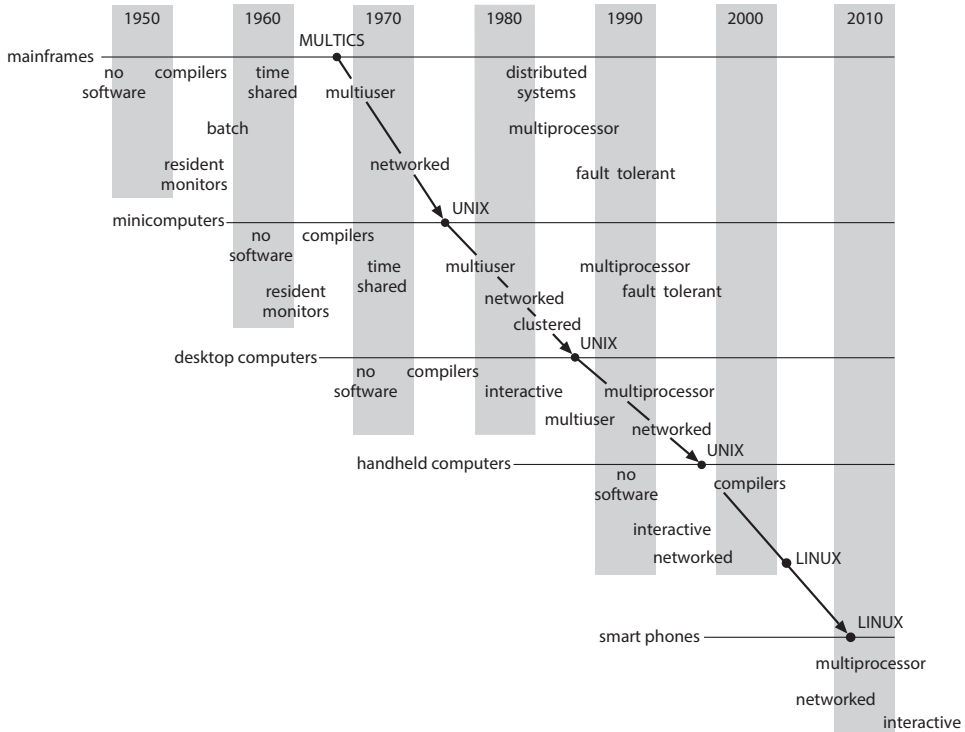 1950 1960 1970 1980 1990 2000 2010
MULTICS
mainframes
no compilers time distributed
software shared multiuser systems
batch multiprocessor
resident networked
monitors fault tolerant
UNIX
minicomputers
no compilers
software
time multiuser multiprocessor
shared
resident networked fault tolerant
monitors
clustered
UNIX
desktop computers
no compilers
software interactive multiprocessor
multiuser networked
UNIX
handheld computers
no compilers
software
interactive
networked LINUX
LINUX
smart phones
multiprocessor
networked
interactive